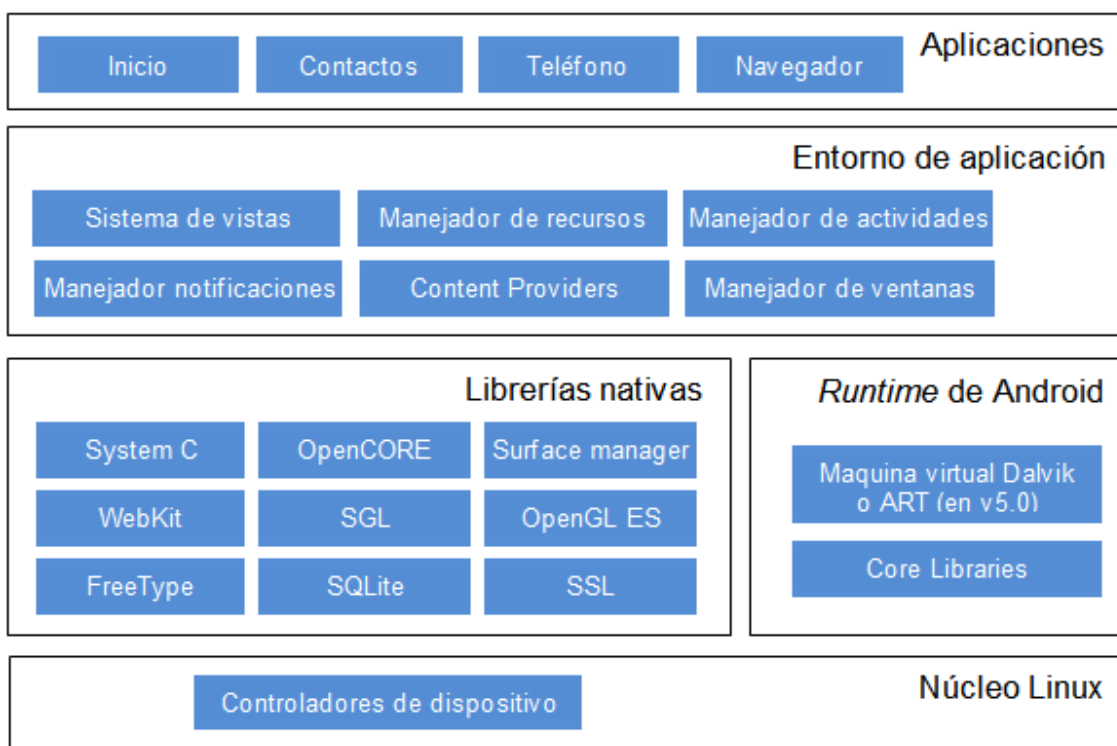 Aplicaciones
Inicio
Contactos
Teléfono
Navegador
Entorno de aplicación
Sistema de vistas
Manejador de recursos
Manejador de actividades
Manejador notificaciones
Content Providers
Manejador de ventanas
Librerías nativas
System C
OpenCORE
Surface manager
WebKit
SGL
OpenGL ES
FreeType
SQLite
SSL
Runtime de Android
Maquina virtual Dalvik
o ART (en v5.0)
Core Libraries
Núcleo Linux
Controladores de dispositivo